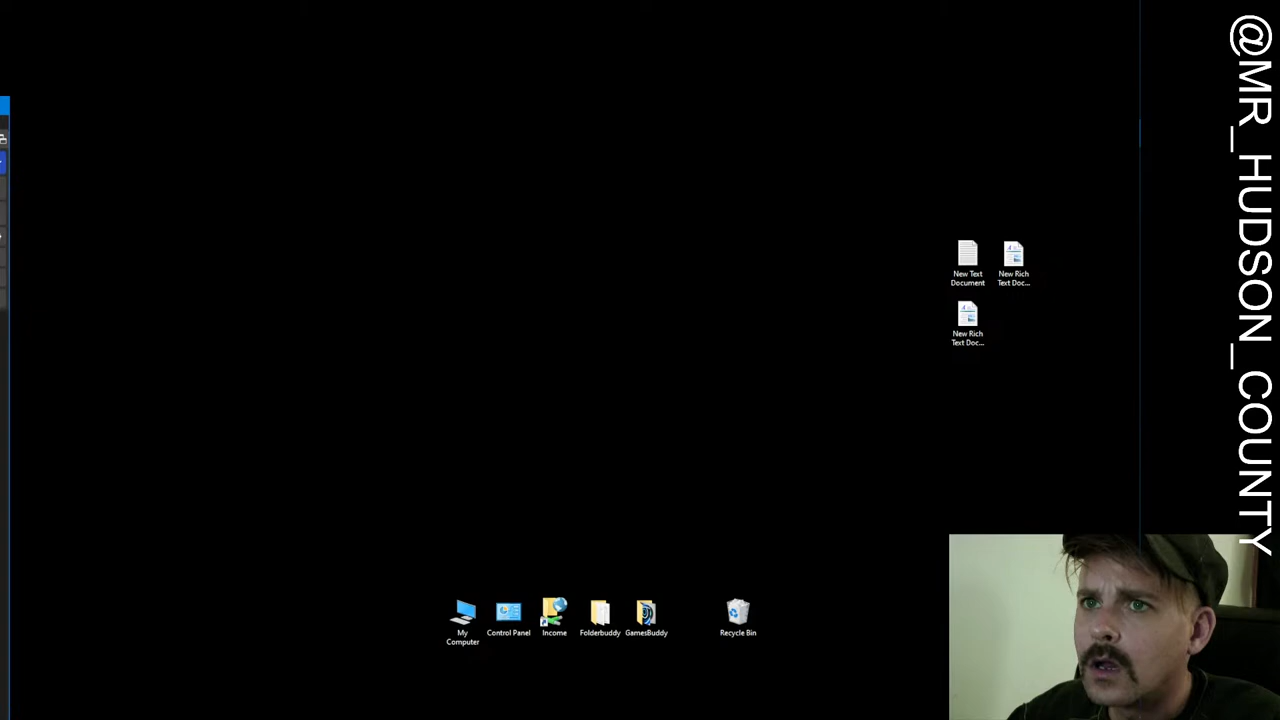 @MR_HUDSON_COUNTY
New Text
Document
New Rich
Text Doc...
New Rich
Text Doc...
My
Computer
Control Panel
Income
Folderbuddy
GamesBuddy
Recycle Bin